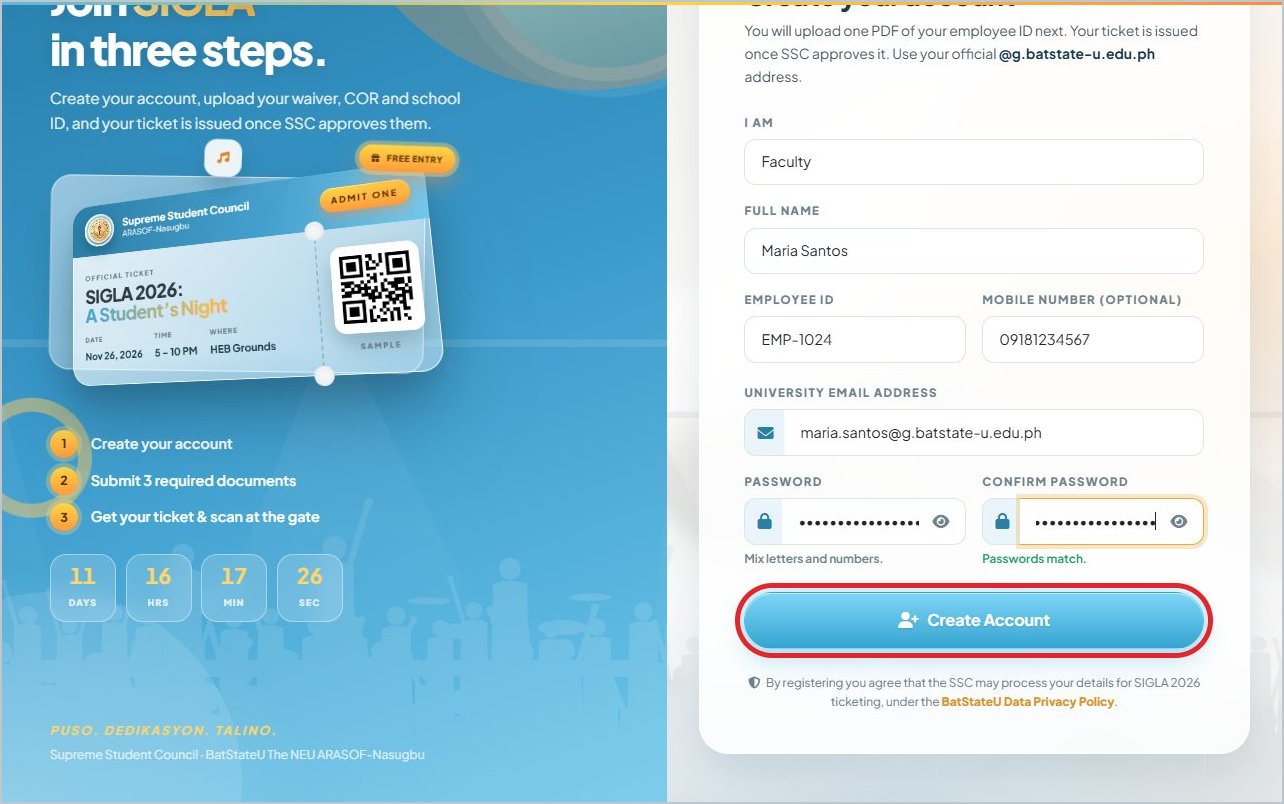 Join SIGLA
in three steps.
Create your account, upload your waiver, COR and school
ID, and your ticket is issued once SSC approves them.
FREE ENTRY
ADMIT ONE
Supreme Student Council
ARASOF-Nasugbu
OFFICIAL TICKET
SIGLA 2026:
A Student's Night
DATE TIME WHERE
Nov 26, 2026 5 – 10 PM HEB Grounds
SAMPLE
1 Create your account
2 Submit 3 required documents
3 Get your ticket & scan at the gate
11 16 17 26
DAYS HRS MIN SEC
PUSO. DEDIKASYON. TALINO.
Supreme Student Council · BatStateU The NEU ARASOF-Nasugbu
Create your account
You will upload one PDF of your employee ID next. Your ticket is issued
once SSC approves it. Use your official @g.batstate-u.edu.ph
address.
I AM
Faculty
FULL NAME
Maria Santos
EMPLOYEE ID MOBILE NUMBER (OPTIONAL)
EMP-1024 09181234567
UNIVERSITY EMAIL ADDRESS
maria.santos@g.batstate-u.edu.ph
PASSWORD CONFIRM PASSWORD
Mix letters and numbers. Passwords match.
Create Account
By registering you agree that the SSC may process your details for SIGLA 2026
ticketing, under the BatStateU Data Privacy Policy.